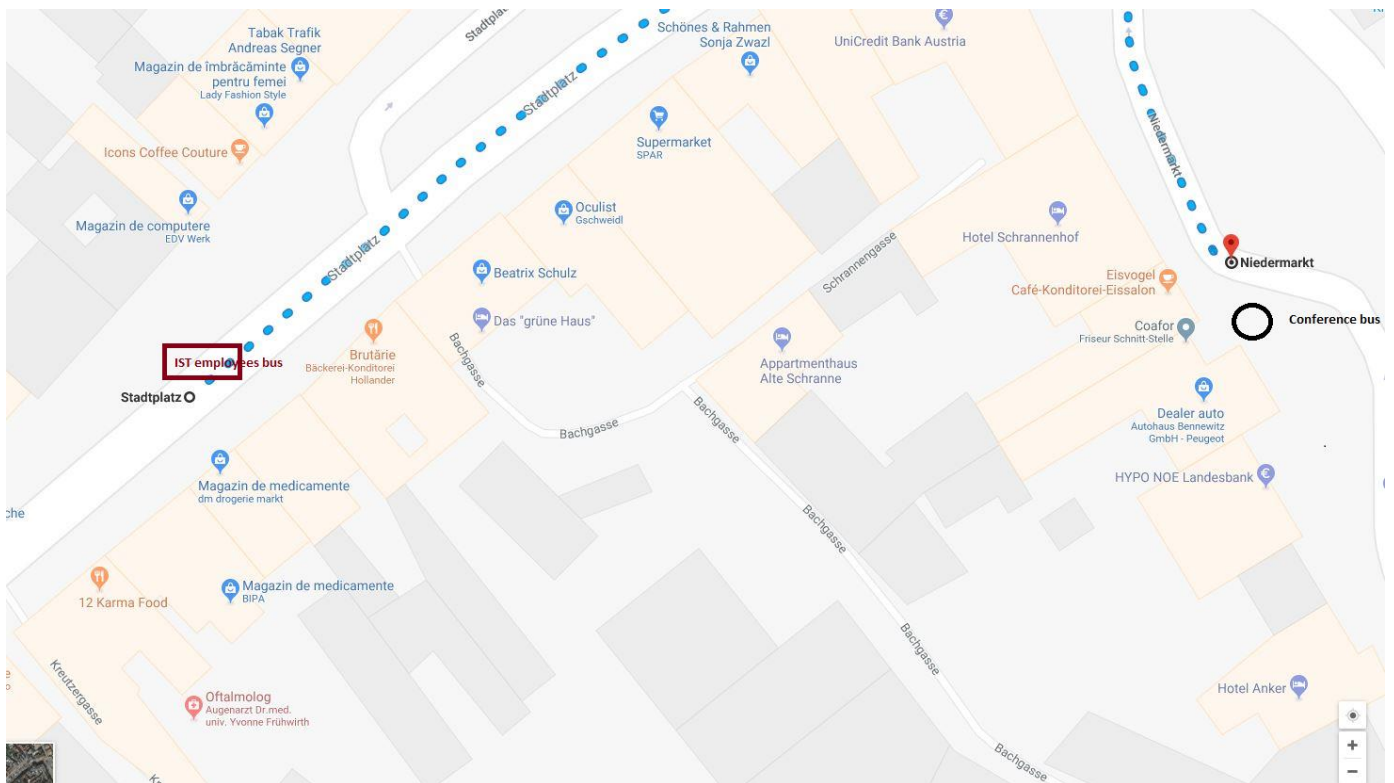 Tabak Trafik
Andreas Segner
Magazin de îmbrăcăminte
pentru femei
Lady Fashion Style
Icons Coffee Couture
Magazin de computere
EDV Werk
Stadtplatz
Stadtplatz
Stadtplatz
Schönes & Rahmen
Sonja Zwazl
UniCredit Bank Austria
Supermarket
SPAR
Oculist
Gschweidl
Beatrix Schulz
Das "grüne Haus"
Niedermarkt
Hotel Schrannenhof
Schrannengasse
Niedermarkt
Eisvogel
Café-Konditorei-Eissalon
Conference bus
Coafor
Friseur Schnitt-Stelle
IST employees bus
Stadtplatz
Brutărie
Bäckerei-Konditorei
Hollander
Bachgasse
Appartmenthaus
Alte Schranne
Bachgasse
Bachgasse
Dealer auto
Autohaus Bennewitz
GmbH - Peugeot
Magazin de medicamente
dm drogerie markt
HYPO NOE Landesbank
che
Bachgasse
12 Karma Food
Magazin de medicamente
BIPA
Bachgasse
Kreutzergasse
Oftalmolog
Augenarzt Dr.med.
univ. Yvonne Frühwirth
Hotel Anker
Bachgasse
+
−